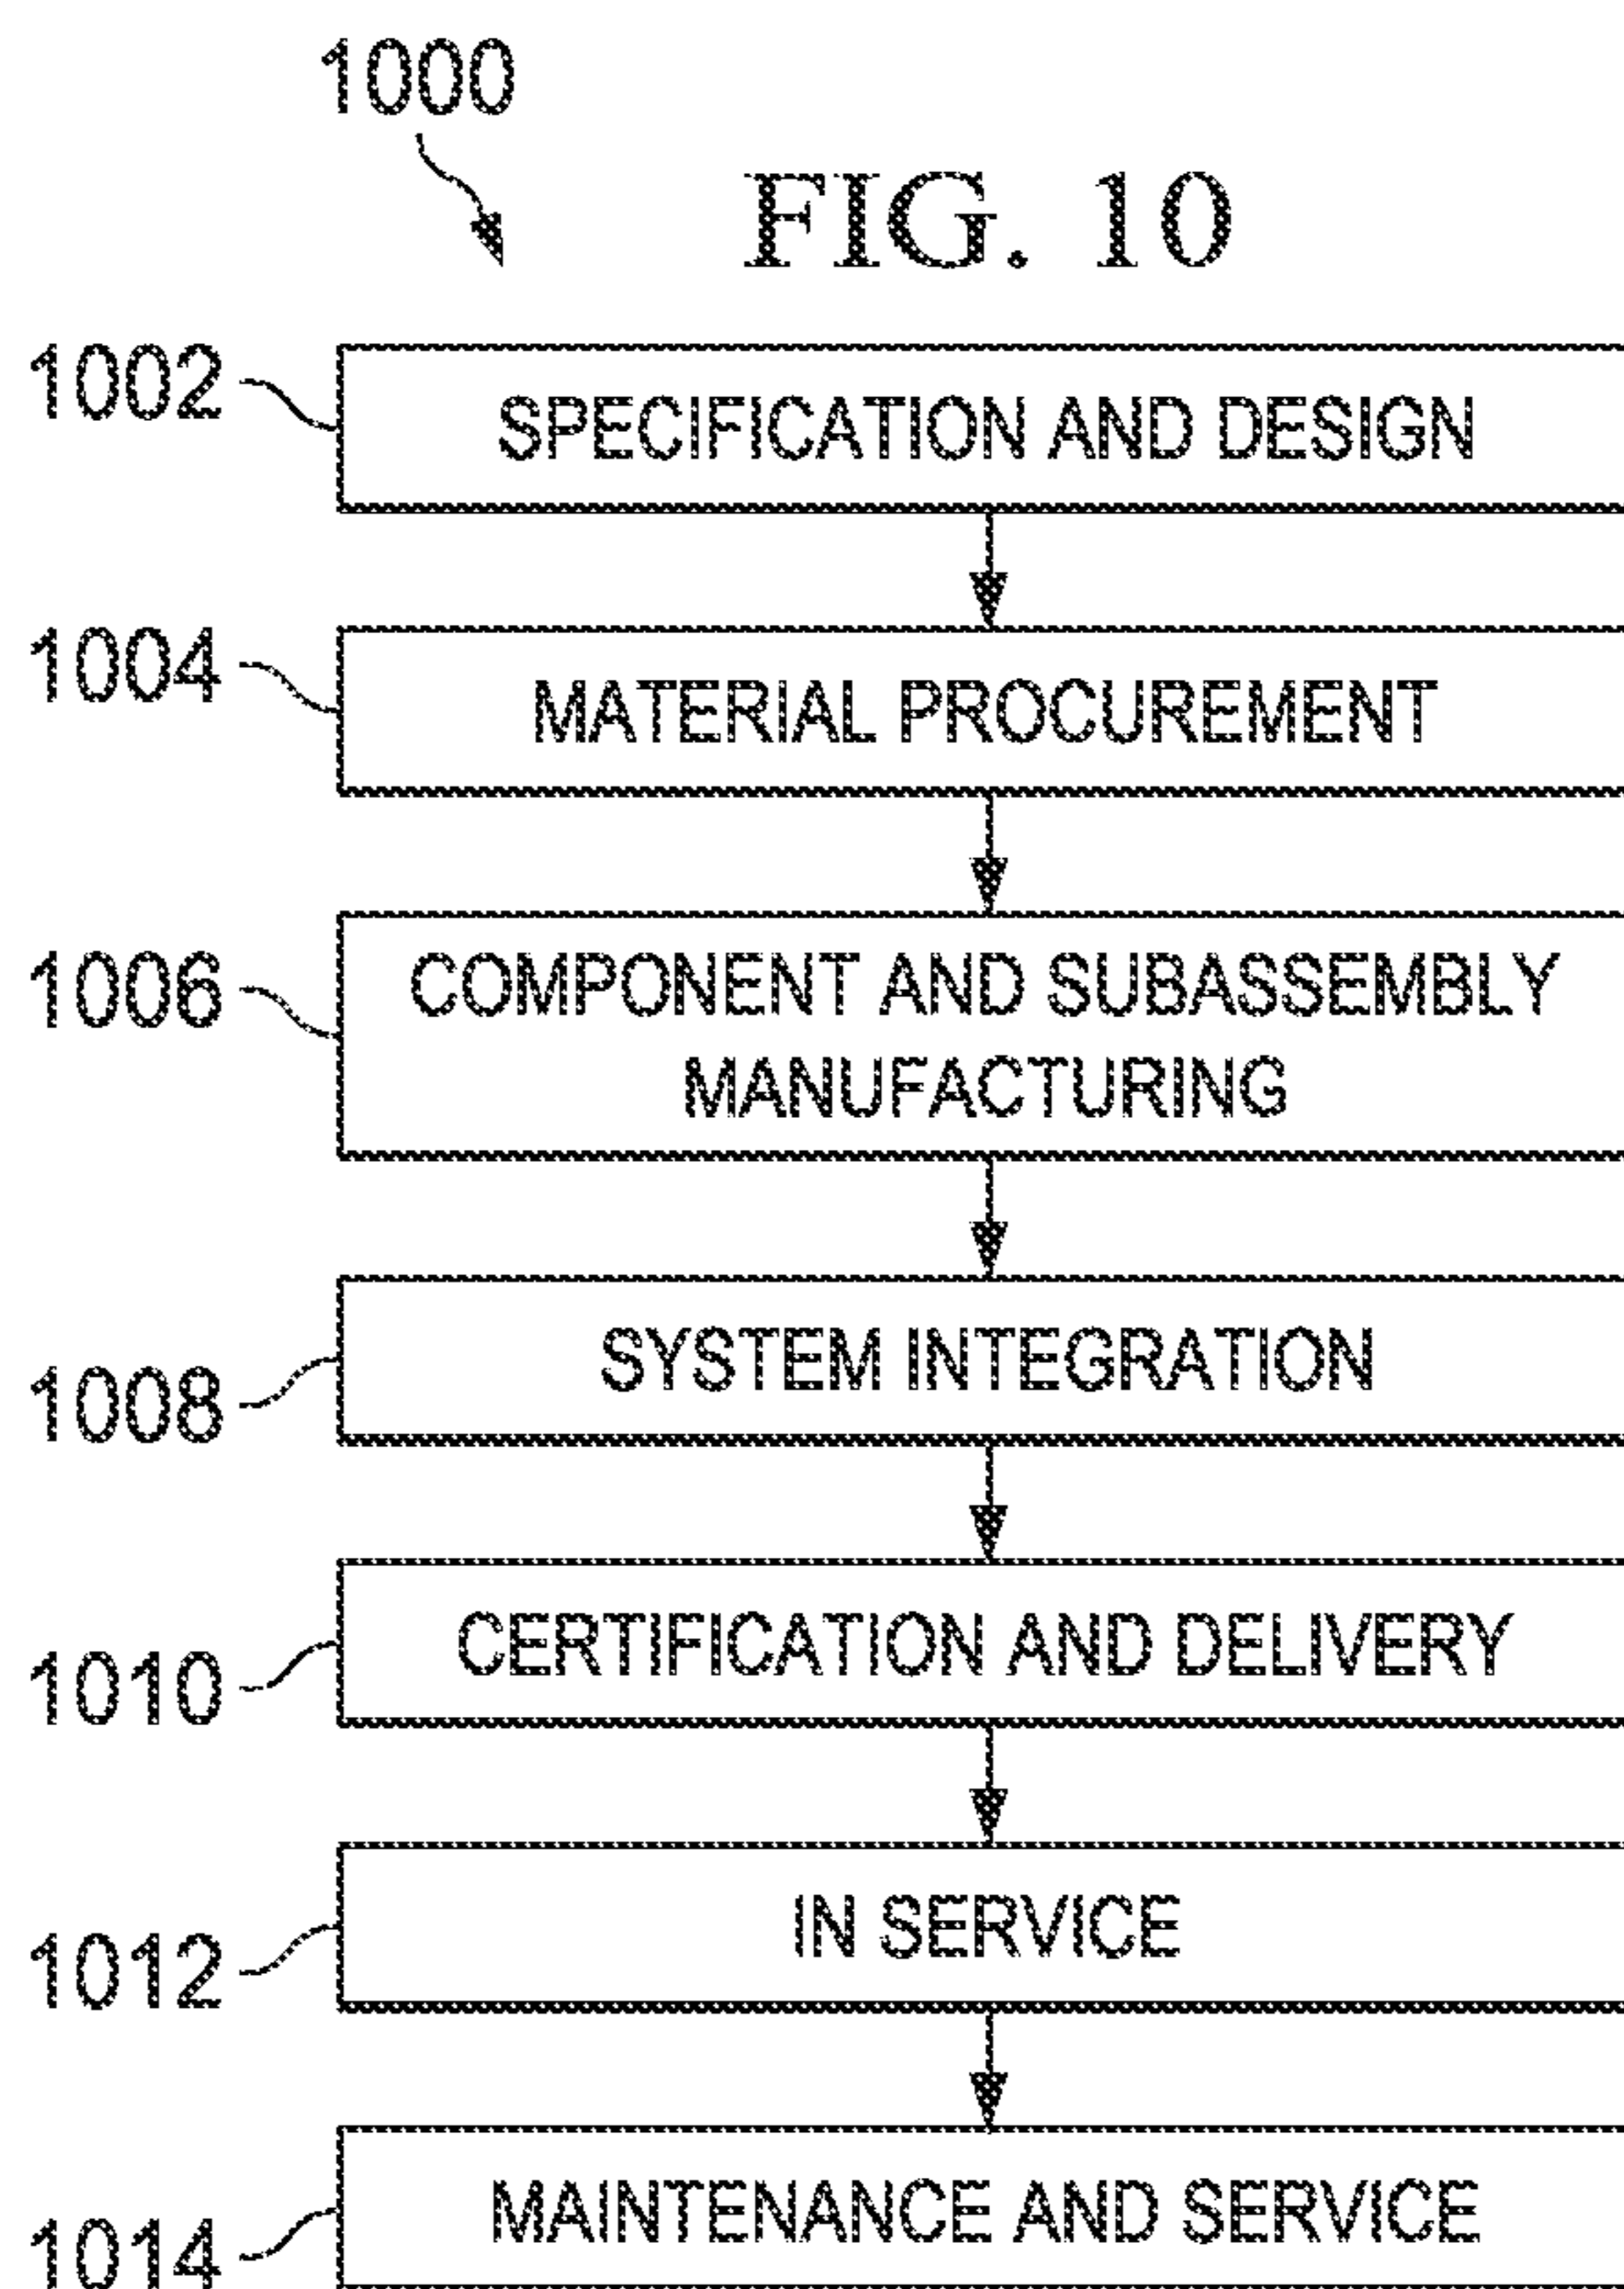 1000
FIG. 10
1002
SPECIFICATION AND DESIGN
1004
MATERIAL PROCUREMENT
1006
COMPONENT AND SUBASSEMBLY
MANUFACTURING
1008
SYSTEM INTEGRATION
1010
CERTIFICATION AND DELIVERY
1012
IN SERVICE
1014
MAINTENANCE AND SERVICE